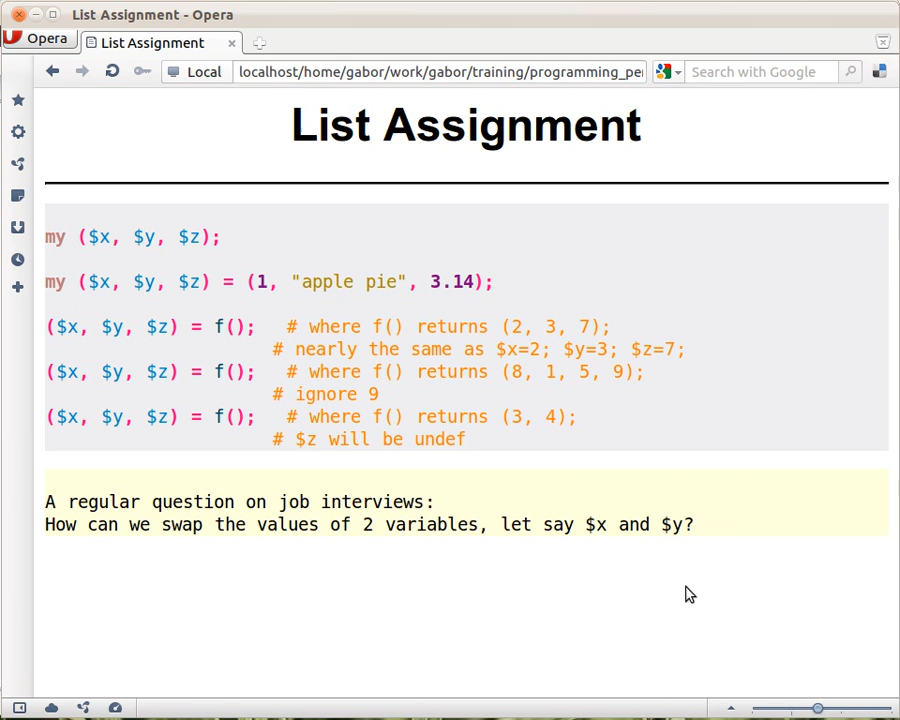 List Assignment - Opera
Opera
List Assignment
Local
localhost/home/gabor/work/gabor/training/programming_pe
Search with Google
List Assignment
my ($x, $y, $z);
my ($x, $y, $z) = (1, "apple pie", 3.14);
($x, $y, $z) = f(); # where f() returns (2, 3, 7);
# nearly the same as $x=2; $y=3; $z=7;
($x, $y, $z) = f(); # where f() returns (8, 1, 5, 9);
# ignore 9
($x, $y, $z) = f(); # where f() returns (3, 4);
# $z will be undef
A regular question on job interviews:
How can we swap the values of 2 variables, let say $x and $y?